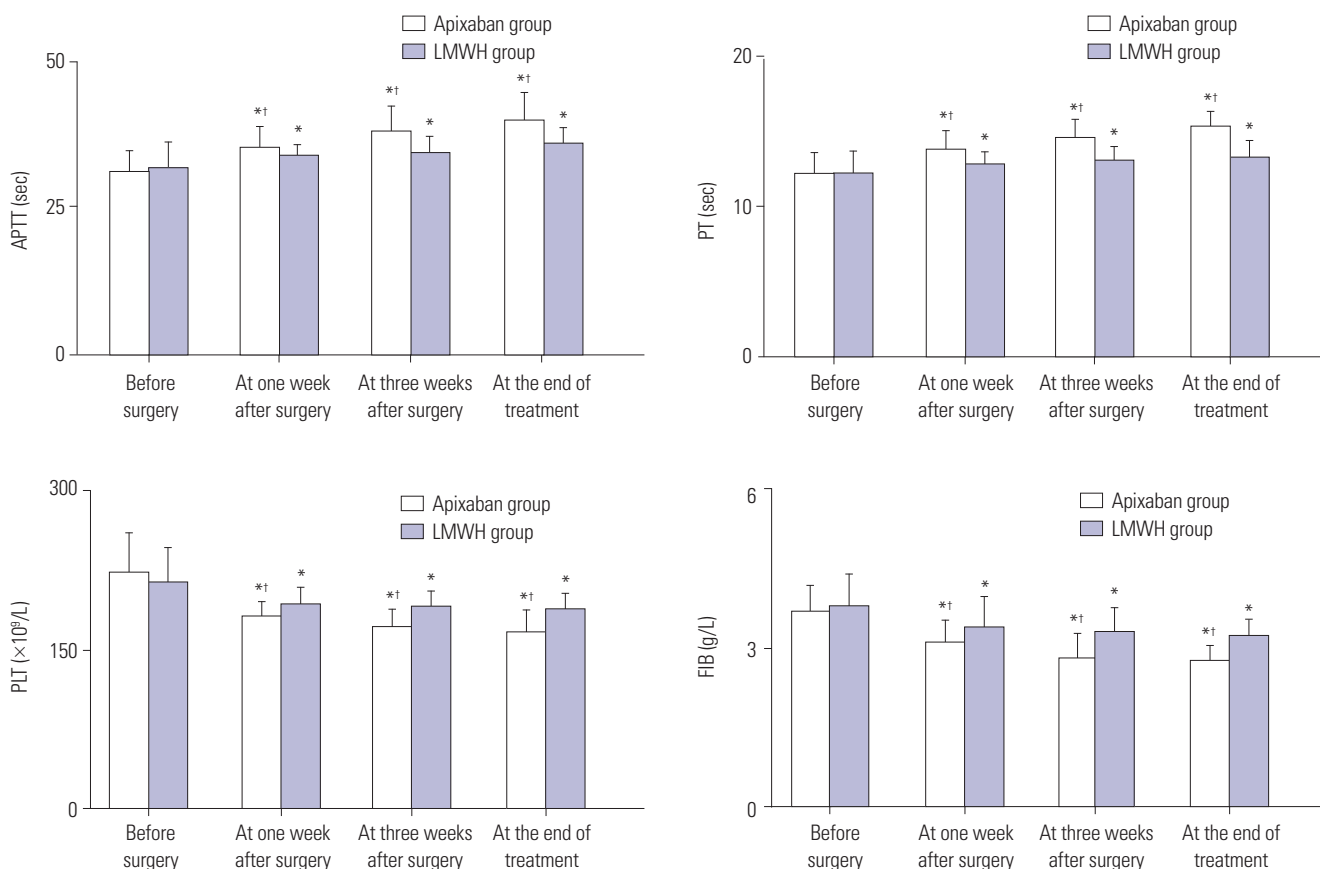 Apixaban group
LMWH group
50
25
0
APTT (sec)
*†
*
*†
*
*†
*
Before
surgery
At one week
after surgery
At three weeks
after surgery
At the end of
treatment
Apixaban group
LMWH group
20
10
0
PT (sec)
*†
*
*†
*
*†
*
Before
surgery
At one week
after surgery
At three weeks
after surgery
At the end of
treatment
Apixaban group
LMWH group
300
150
0
PLT (×10⁹/L)
*†
*
*†
*
*†
*
Before
surgery
At one week
after surgery
At three weeks
after surgery
At the end of
treatment
Apixaban group
LMWH group
6
3
0
FIB (g/L)
*†
*
*†
*
*†
*
Before
surgery
At one week
after surgery
At three weeks
after surgery
At the end of
treatment